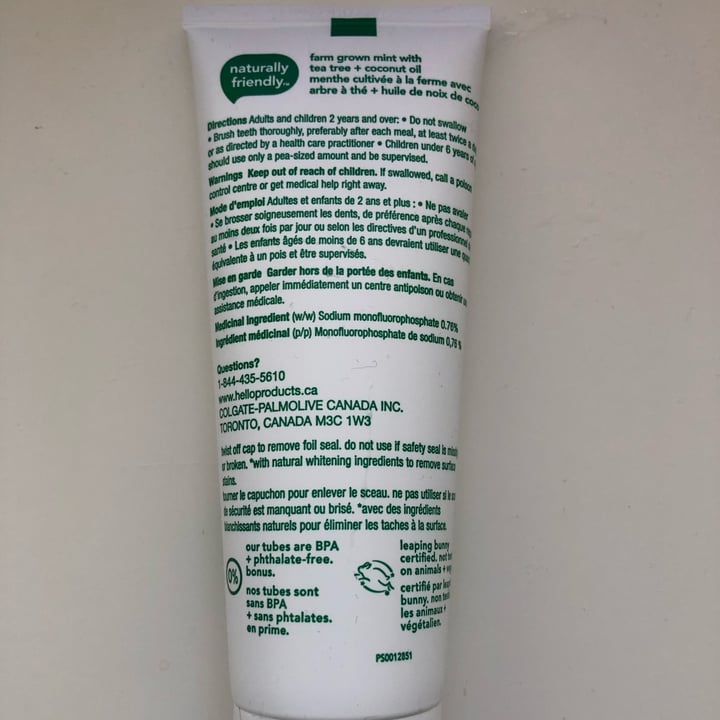 naturally
friendly™
farm grown mint with
tea tree + coconut oil
menthe cultivée à la ferme avec
arbre à thé + huile de noix de coco
Directions Adults and children 2 years and over: • Do not swallow
• Brush teeth thoroughly, preferably after each meal, at least twice a
or as directed by a health care practitioner • Children under 6 years
should use only a pea-sized amount and be supervised.
Warnings Keep out of reach of children. If swallowed, call a poison
control centre or get medical help right away.
Mode d'emploi Adultes et enfants de 2 ans et plus : • Ne pas avaler
• Se brosser soigneusement les dents, de préférence après chaque
au moins deux fois par jour ou selon les directives d'un professionnel
santé • Les enfants âgés de moins de 6 ans devraient utiliser une
équivalente à un pois et être supervisés.
Mise en garde Garder hors de la portée des enfants. En cas
d'ingestion, appeler immédiatement un centre antipoison ou obtenir
assistance médicale.
Medicinal Ingredient (w/w) Sodium monofluorophosphate 0.76%
Ingrédient médicinal (p/p) Monofluorophosphate de sodium 0,76 %
Questions?
1-844-435-5610
www.helloproducts.ca
COLGATE-PALMOLIVE CANADA INC.
TORONTO, CANADA M3C 1W3
twist off cap to remove foil seal. do not use if safety seal is
or broken. *with natural whitening ingredients to remove surface
stains.
tourner le capuchon pour enlever le sceau. ne pas utiliser si le
de sécurité est manquant ou brisé. *avec des ingrédients
blanchissants naturels pour éliminer les taches à la surface.
0%
our tubes are BPA
+ phthalate-free.
bonus.
nos tubes sont
sans BPA
+ sans phtalates.
en prime.
leaping bunny
certified. not
on animals +
certifié par
bunny. non
les animaux +
végétalien.
PS0012851